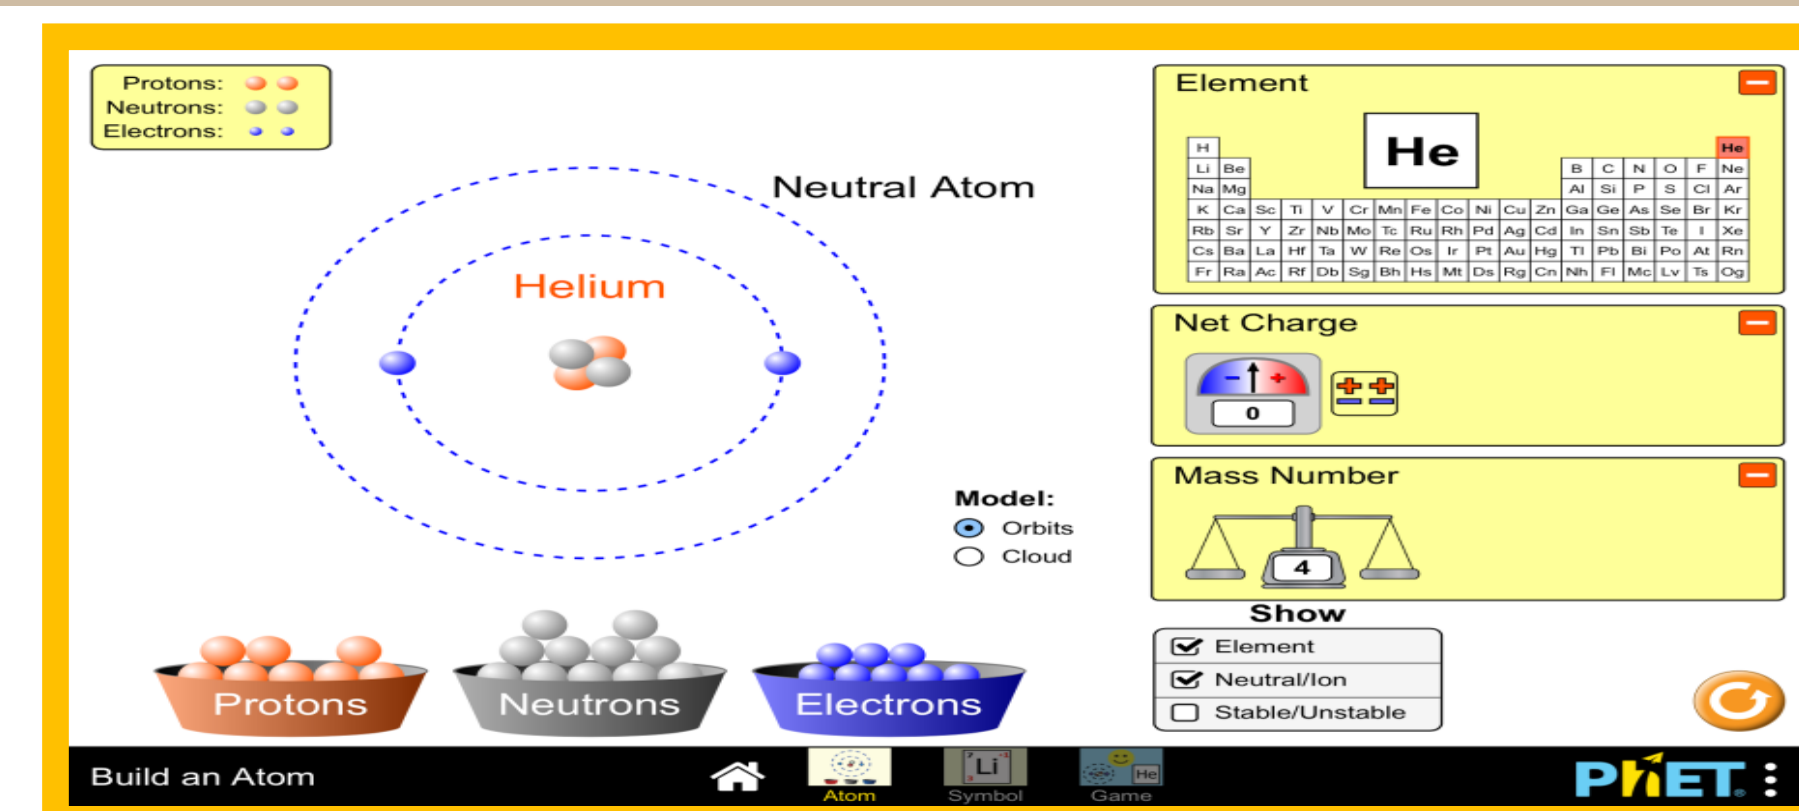 Protons:
Neutrons:
Electrons:
Neutral Atom
Helium
Model:
Orbits
Cloud
Protons
Neutrons
Electrons
Element
He
H He
Li Be B C N O F Ne
Na Mg Al Si P S Cl Ar
K Ca Sc Ti V Cr Mn Fe Co Ni Cu Zn Ga Ge As Se Br Kr
Rb Sr Y Zr Nb Mo Tc Ru Rh Pd Ag Cd In Sn Sb Te I Xe
Cs Ba La Hf Ta W Re Os Ir Pt Au Hg Tl Pb Bi Po At Rn
Fr Ra Ac Rf Db Sg Bh Hs Mt Ds Rg Cn Nh Fl Mc Lv Ts Og
Net Charge
- +
0
Mass Number
4
Show
Element
Neutral/Ion
Stable/Unstable
Build an Atom
Atom
7 Li +1 3
Symbol
He
Game
PhET